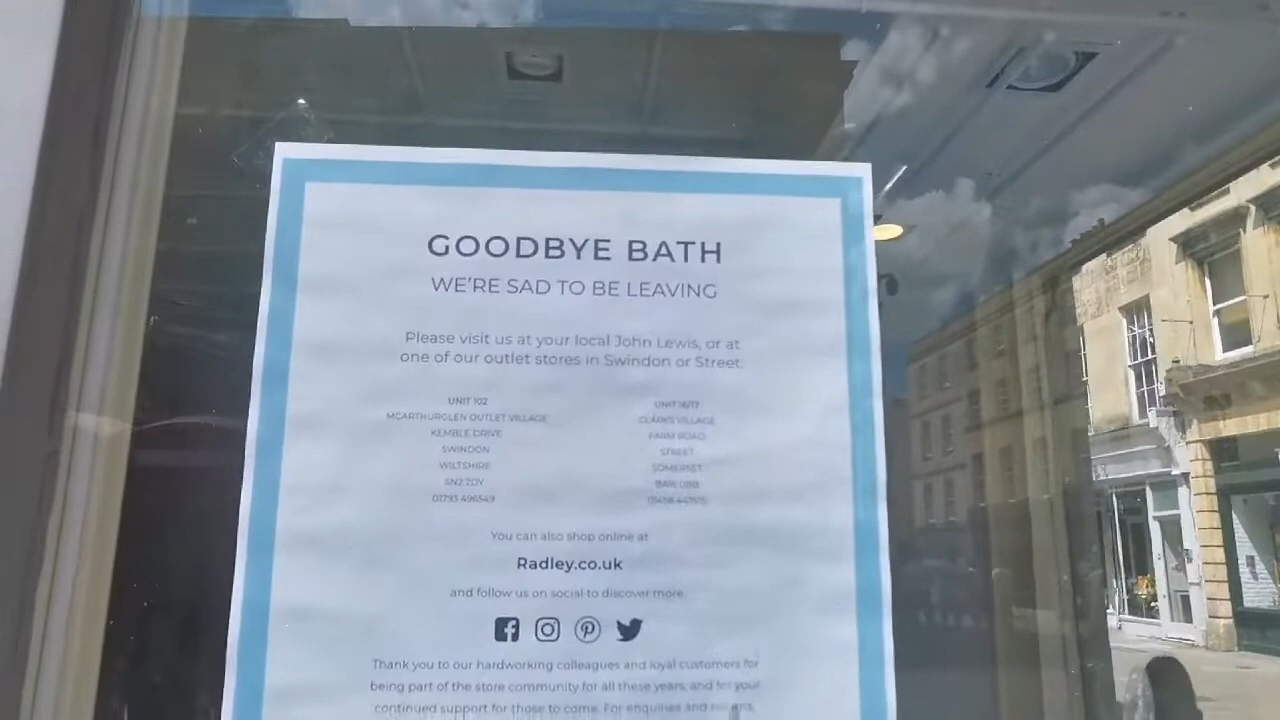 GOODBYE BATH
WE'RE SAD TO BE LEAVING
Please visit us at your local John Lewis, or at
one of our outlet stores in Swindon or Street.
UNIT 102
MCARTHURGLEN OUTLET VILLAGE
KEMBLE DRIVE
SWINDON
WILTSHIRE
SN2 2DY
01793 496549
UNIT 16/17
CLARKS VILLAGE
FARM ROAD
STREET
SOMERSET
BA16 0BB
You can also shop online at
Radley.co.uk
and follow us on social to discover more.
Thank you to our hardworking colleagues and loyal customers for
being part of the store community for all these years, and for your
continued support for those to come. For enquiries and